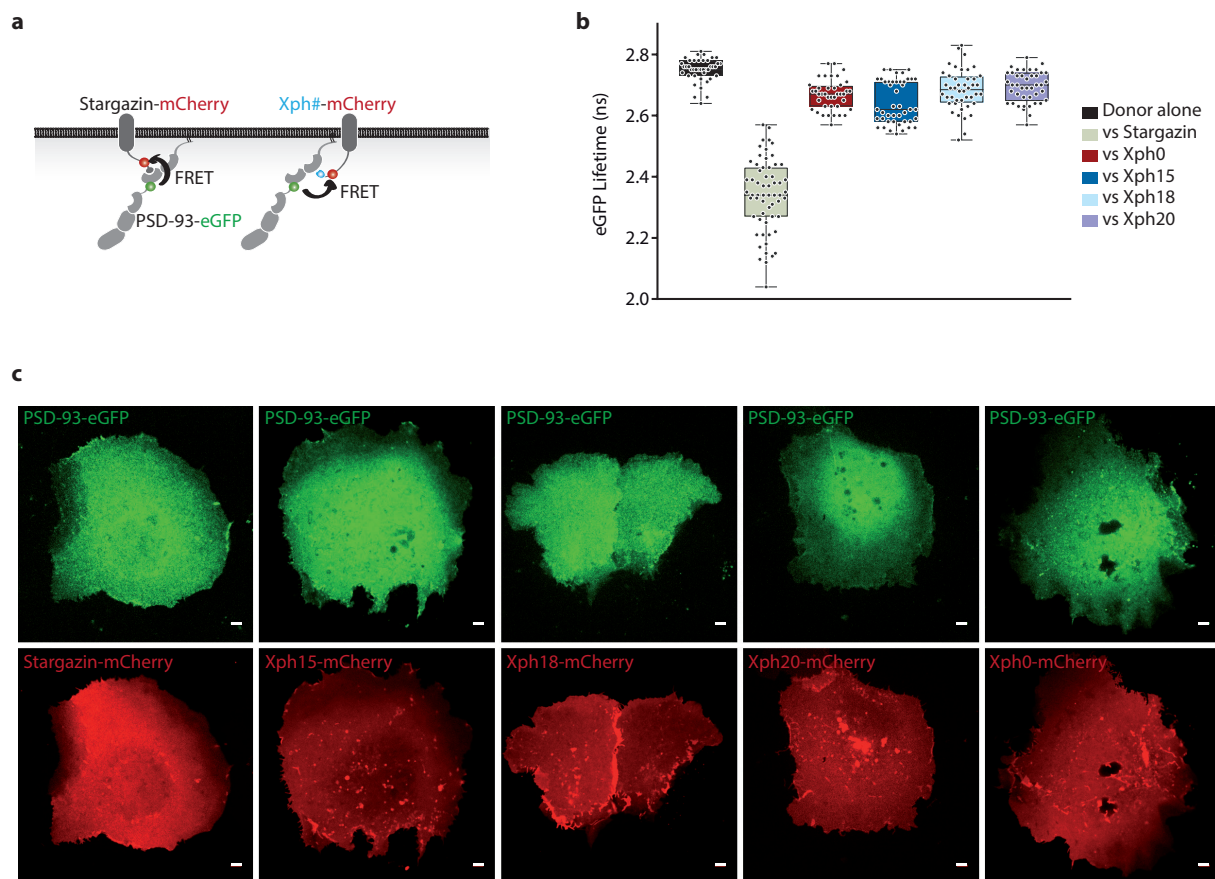 a
Stargazin-mCherry
Xph#-mCherry
FRET
FRET
PSD-93-eGFP
b
eGFP Lifetime (ns)
2.8
2.6
2.4
2.2
2.0
Donor alone
vs Stargazin
vs Xph0
vs Xph15
vs Xph18
vs Xph20
c
PSD-93-eGFP
PSD-93-eGFP
PSD-93-eGFP
PSD-93-eGFP
PSD-93-eGFP
Stargazin-mCherry
Xph15-mCherry
Xph18-mCherry
Xph20-mCherry
Xph0-mCherry